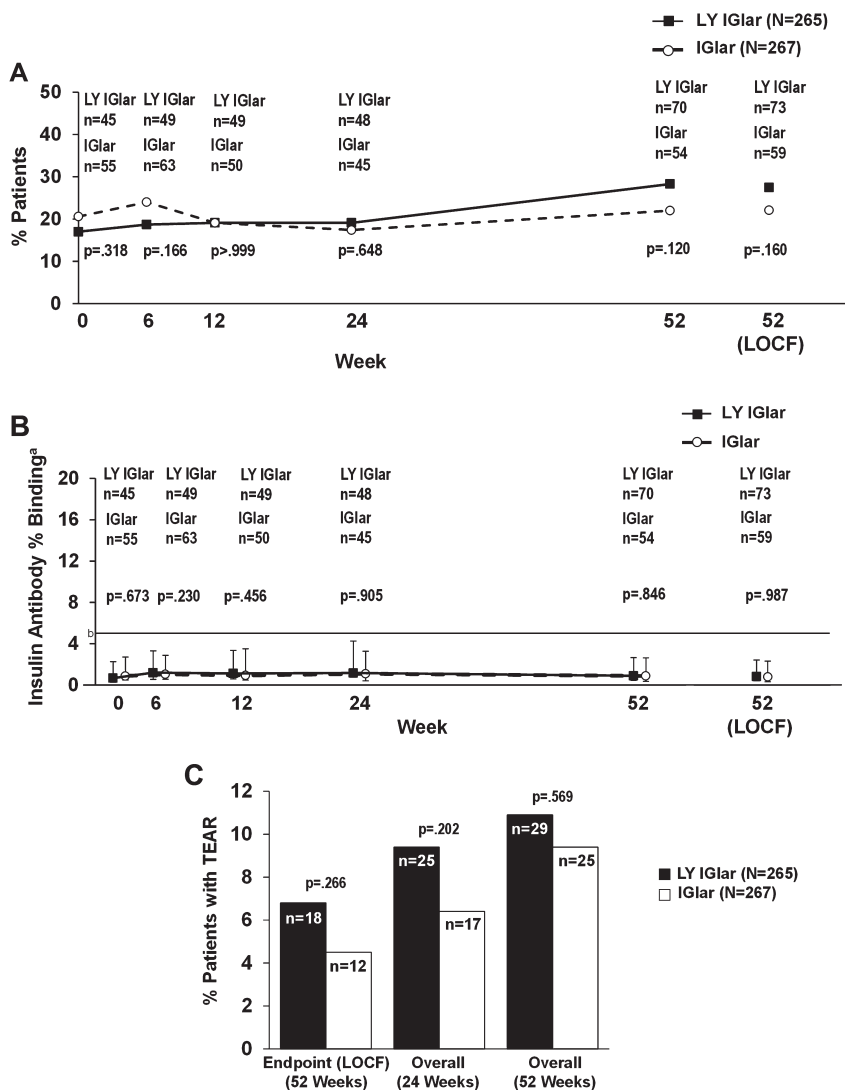 LY IGlar (N=265)
IGlar (N=267)
A
% Patients
50
40
30
20
10
0
LY IGlar
n=45
IGlar
n=55
LY IGlar
n=49
IGlar
n=63
LY IGlar
n=49
IGlar
n=50
LY IGlar
n=48
IGlar
n=45
LY IGlar
n=70
IGlar
n=54
LY IGlar
n=73
IGlar
n=59
p=.318
p=.166
p>.999
p=.648
p=.120
p=.160
0
6
12
24
52
52
(LOCF)
Week
LY IGlar
IGlar
B
Insulin Antibody % Binding^a
20
16
12
8
4
0
b
LY IGlar
n=45
IGlar
n=55
LY IGlar
n=49
IGlar
n=63
LY IGlar
n=49
IGlar
n=50
LY IGlar
n=48
IGlar
n=45
LY IGlar
n=70
IGlar
n=54
LY IGlar
n=73
IGlar
n=59
p=.673
p=.230
p=.456
p=.905
p=.846
p=.987
0
6
12
24
52
52
(LOCF)
Week
C
% Patients with TEAR
12
10
8
6
4
2
0
p=.266
n=18
n=12
p=.202
n=25
n=17
p=.569
n=29
n=25
LY IGlar (N=265)
IGlar (N=267)
Endpoint (LOCF)
(52 Weeks)
Overall
(24 Weeks)
Overall
(52 Weeks)